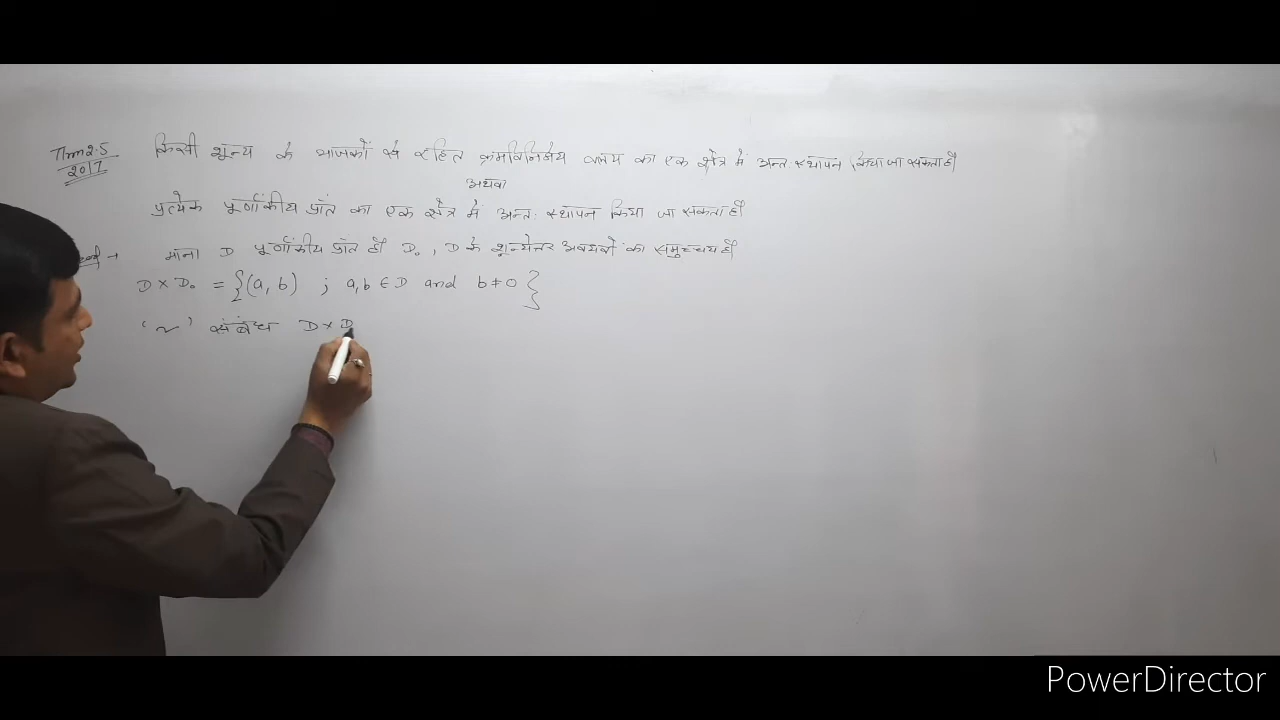 Thm 2.5 किसी शून्य के भाजकों से रहित क्रमविनिमेय वलय का एक क्षेत्र में अन्तः स्थापन किया जा सकता है
2017
अथवा
प्रत्येक पूर्णांकीय प्रांत का एक क्षेत्र में अन्तः स्थापन किया जा सकता है
माना D पूर्णांकीय प्रांत है D₀, D के शून्येत्तर अवयवों का समुच्चय है
D × D₀ = {(a, b) ; a,b ∈ D and b ≠ 0}
'~' संबंध D × D
PowerDirector